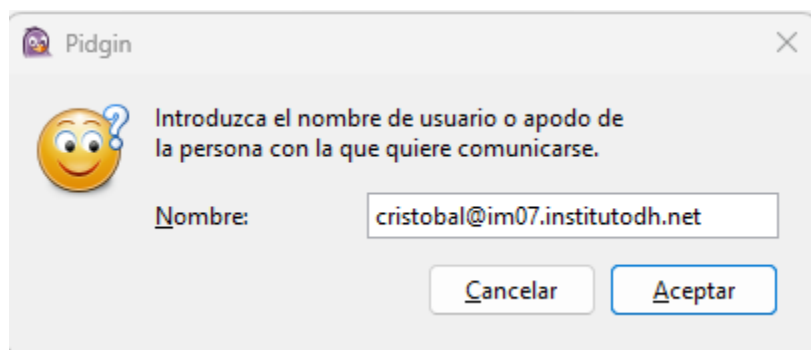 Pidgin
Introduzca el nombre de usuario o apodo de
la persona con la que quiere comunicarse.
Nombre: cristobal@im07.institutodh.net
Cancelar Aceptar